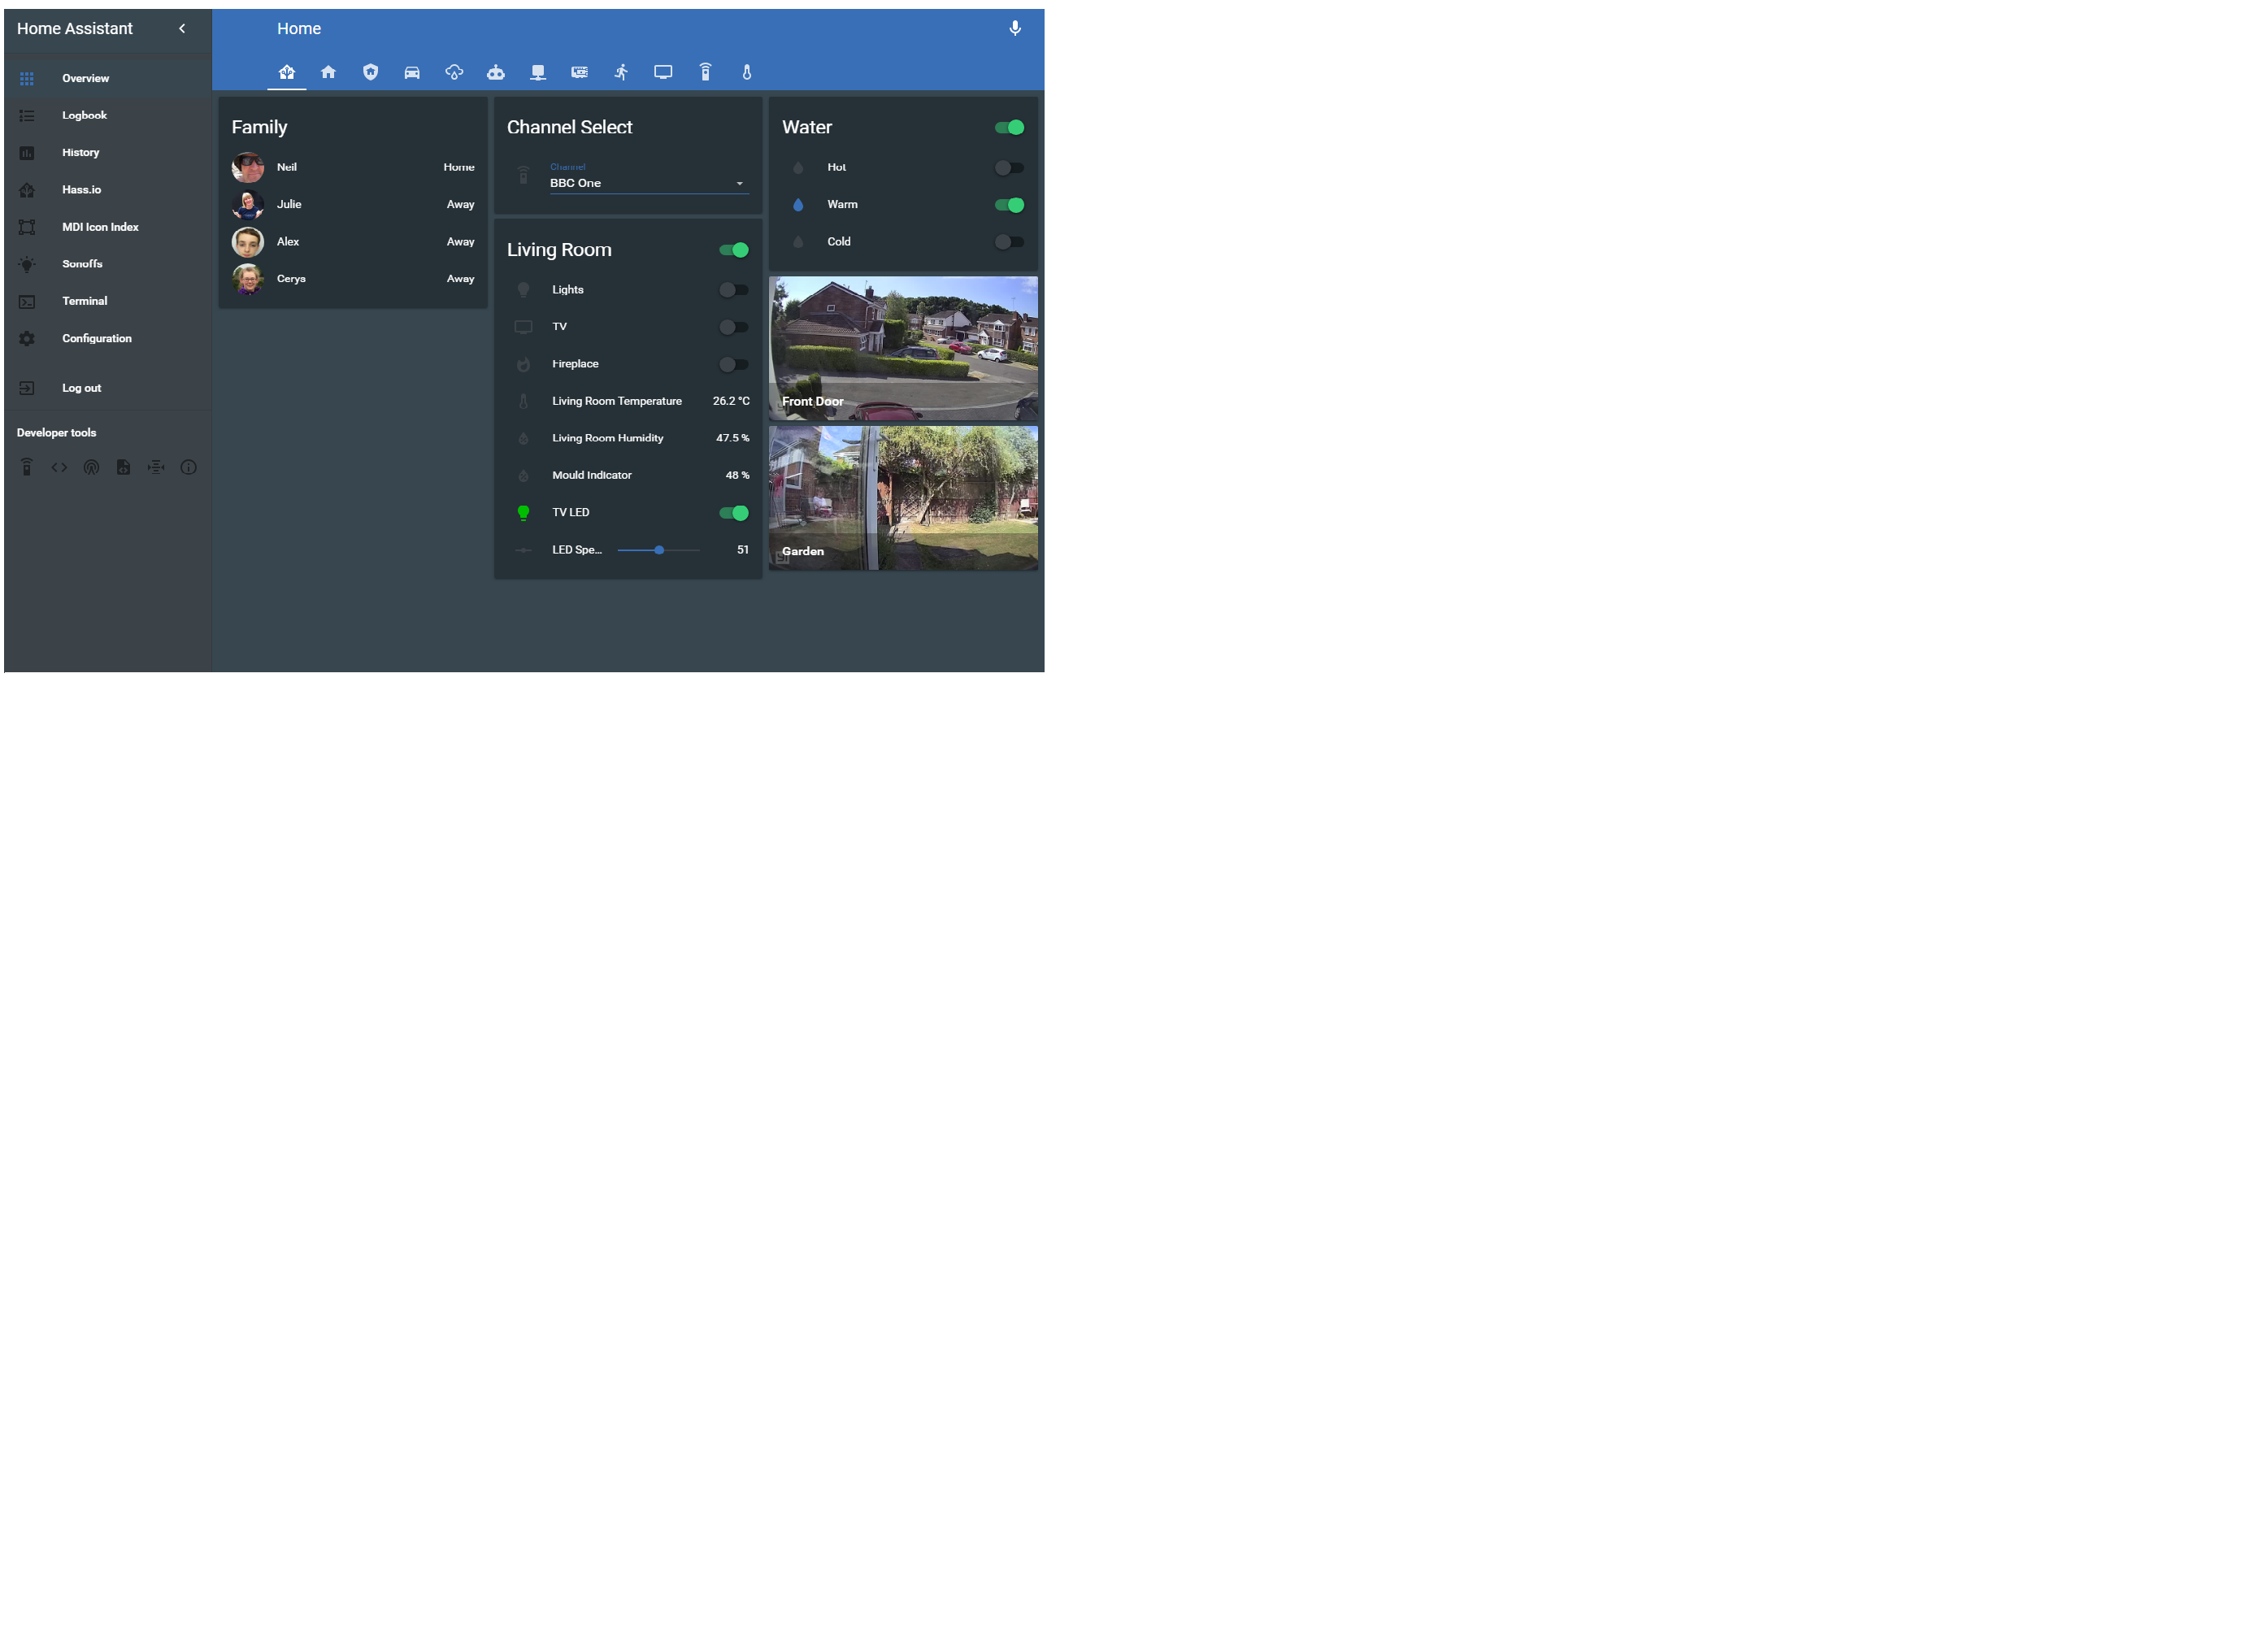 Home Assistant
Home
Overview
Logbook
History
Hass.io
MDI Icon Index
Sonoffs
Terminal
Configuration
Log out
Developer tools
Family
Neil Home
Julie Away
Alex Away
Cerys Away
Channel Select
Channel
BBC One
Living Room
Lights
TV
Fireplace
Living Room Temperature 26.2 °C
Living Room Humidity 47.5 %
Mould Indicator 48 %
TV LED
LED Spe... 51
Water
Hot
Warm
Cold
Front Door
Garden